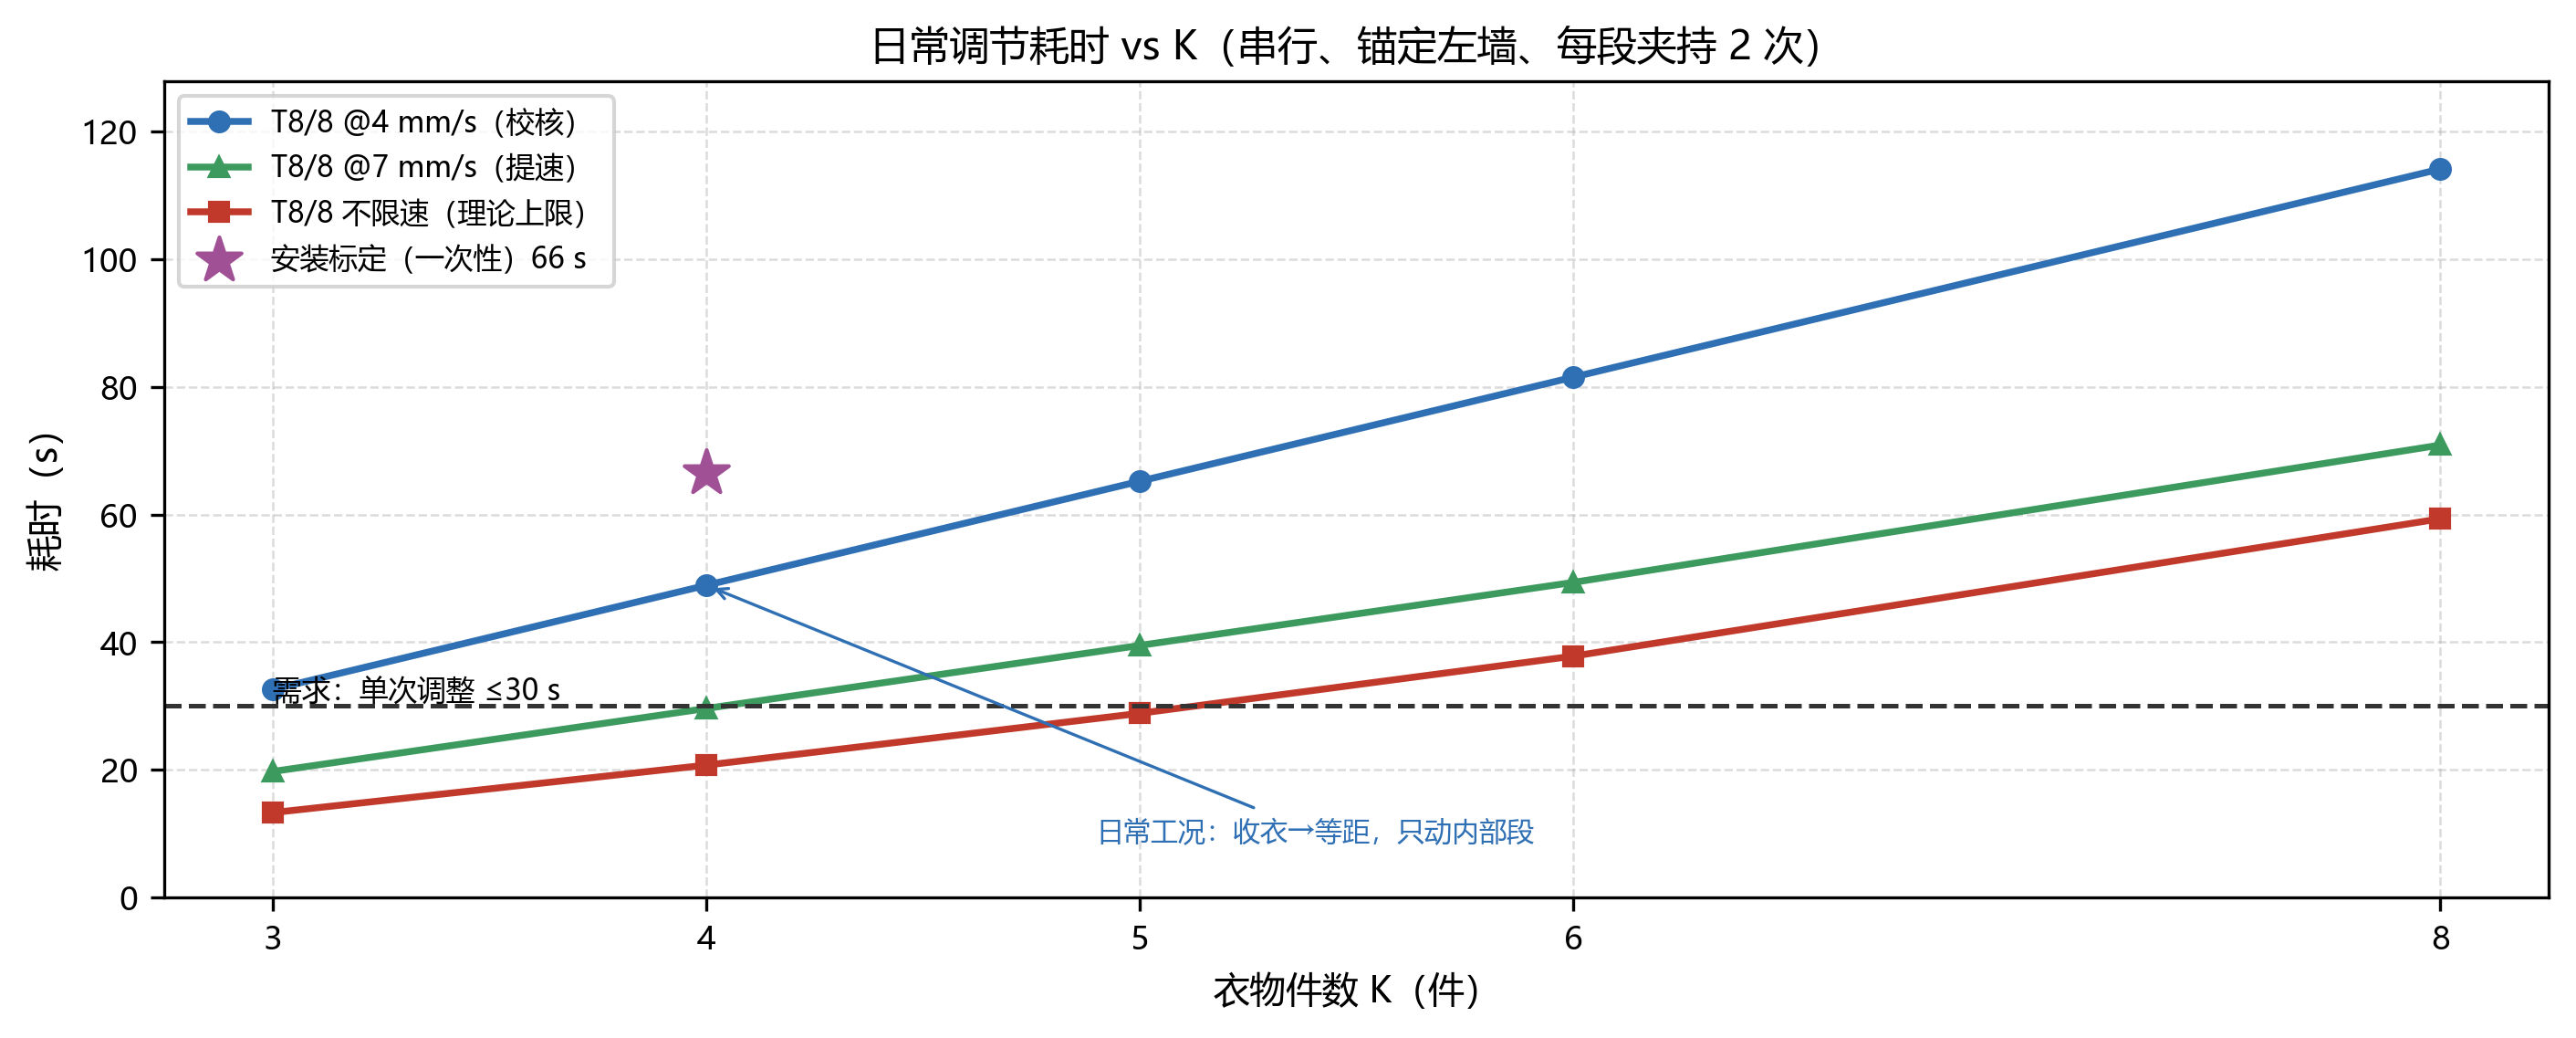 日常调节耗时 vs K（串行、锚定左墙、每段夹持 2 次）
T8/8 @4 mm/s（校核）
T8/8 @7 mm/s（提速）
T8/8 不限速（理论上限）
安装标定（一次性）66 s
耗时（s）
120
100
80
60
40
20
0
需求：单次调整 ≤30 s
日常工况：收衣→等距，只动内部段
3
4
5
6
8
衣物件数 K（件）